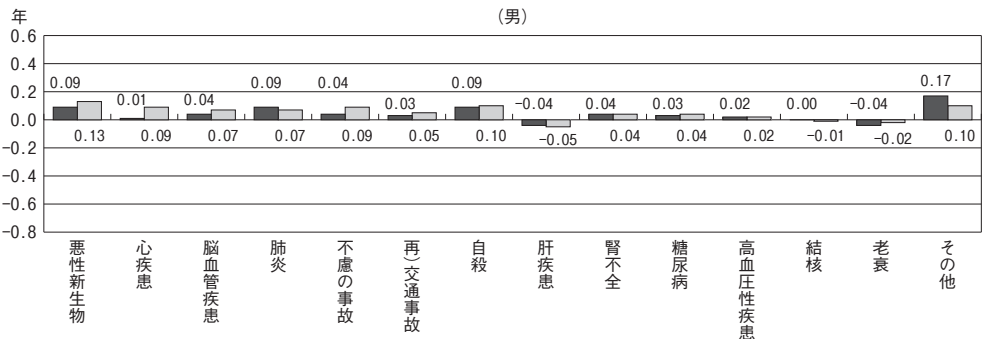 年
(男)
0.6
0.4
0.2
0.0
-0.2
-0.4
-0.6
-0.8
0.09 0.01 0.04 0.09 0.04 0.03 0.09 -0.04 0.04 0.03 0.02 0.00 -0.04 0.17
0.13 0.09 0.07 0.07 0.09 0.05 0.10 -0.05 0.04 0.04 0.02 -0.01 -0.02 0.10
悪性新生物
心疾患
脳血管疾患
肺炎
不慮の事故
再)交通事故
自殺
肝疾患
腎不全
糖尿病
高血圧性疾患
結核
老衰
その他